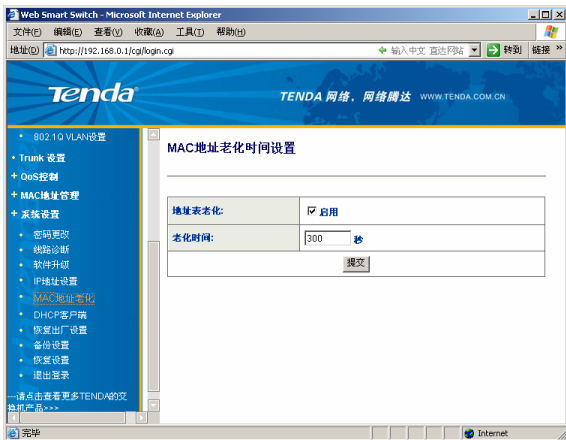 Web Smart Switch - Microsoft Internet Explorer
文件(F) 编辑(E) 查看(V) 收藏(A) 工具(T) 帮助(H)
地址(D) http://192.168.0.1/cgi/login.cgi 输入中文 直达网站 转到 链接 »
Tenda® TENDA 网络，网络腾达 WWW.TENDA.COM.CN
• 802.1Q VLAN设置
• Trunk 设置
+ QoS控制
+ MAC地址管理
+ 系统设置
• 密码更改
• 线路诊断
• 软件升级
• IP地址设置
• MAC地址老化
• DHCP客户端
• 恢复出厂设置
• 备份设置
• 恢复设置
• 退出登录
—请点击查看更多TENDA的交
换机产品>>>
MAC地址老化时间设置
地址表老化: 启用
老化时间: 300 秒
提交
完毕 Internet